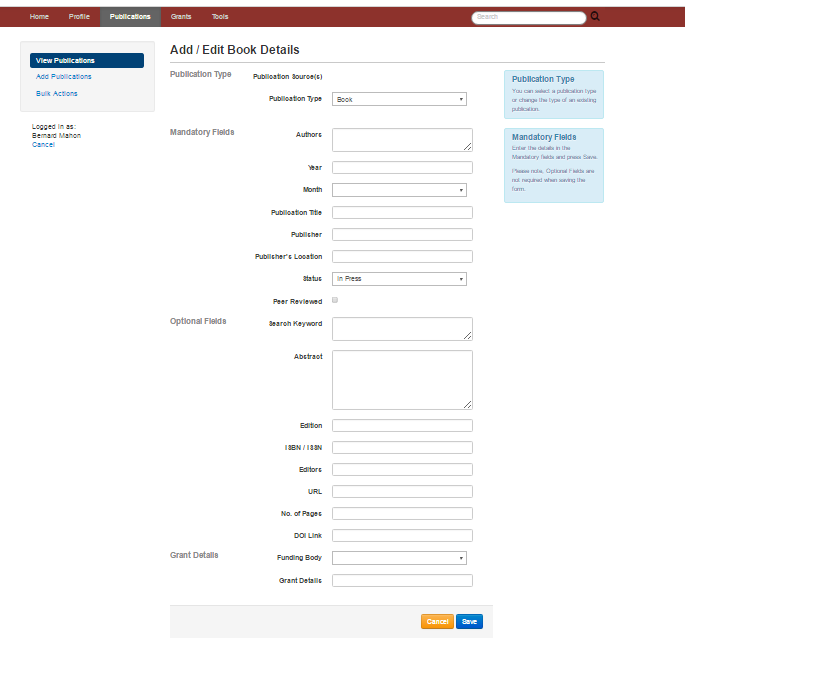 Home Profile Publications Grants Tools Search
Add / Edit Book Details
View Publications
Add Publications
Bulk Actions
Logged in as:
Bernard Mahon
Cancel
Publication Type Publication Source(s)
Publication Type Book
Mandatory Fields Authors
Year
Month
Publication Title
Publisher
Publisher's Location
Status In Press
Peer Reviewed
Optional Fields Search Keyword
Abstract
Edition
ISBN / ISSN
Editors
URL
No. of Pages
DOI Link
Grant Details Funding Body
Grant Details
Cancel Save
Publication Type
You can select a publication type
or change the type of an existing
publication.
Mandatory Fields
Enter the details in the
Mandatory fields and press Save.
Please note, Optional Fields are
not required when saving the
form.